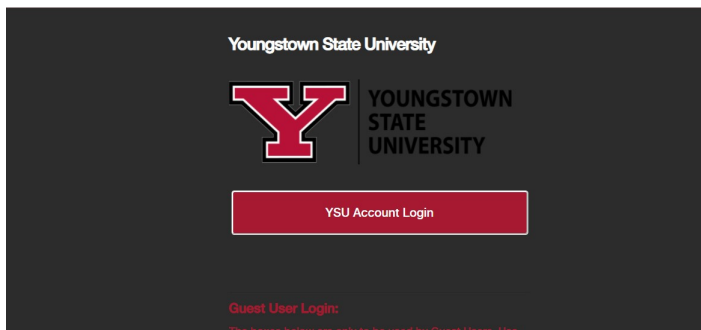 Youngstown State University
YOUNGSTOWN
STATE
UNIVERSITY
YSU Account Login
Guest User Login: